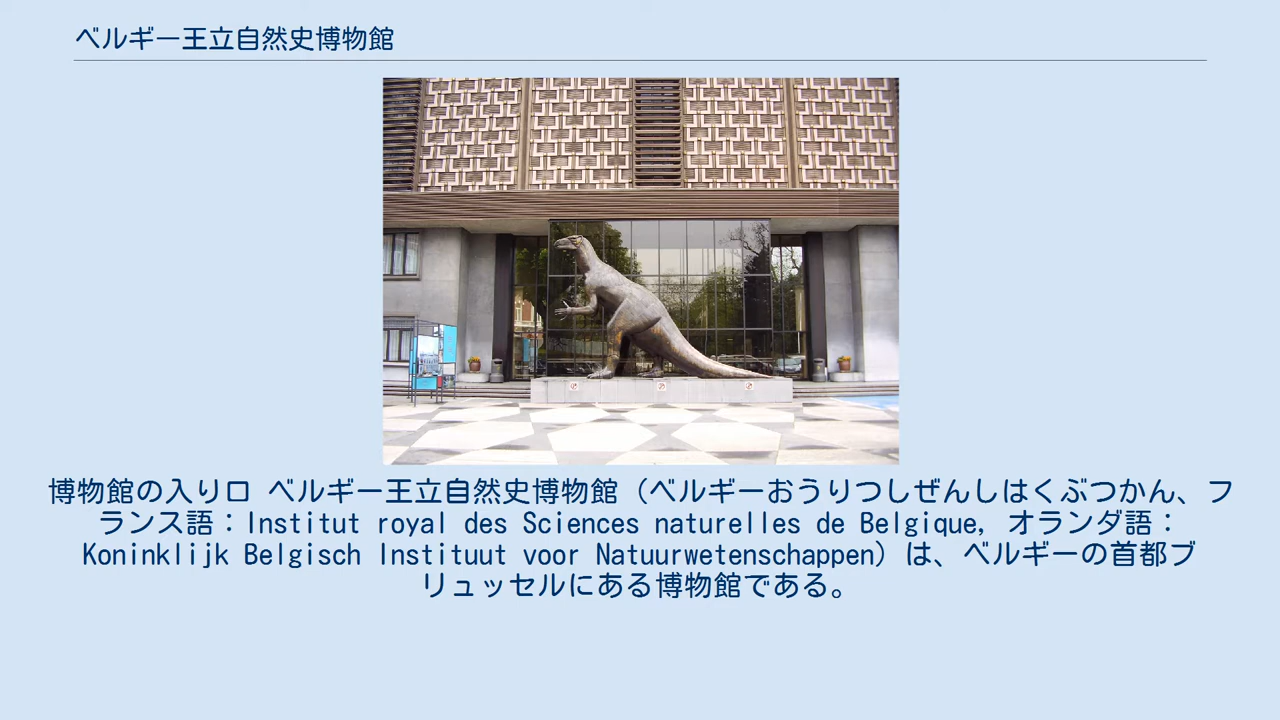 ベルギー王立自然史博物館
博物館の入り口 ベルギー王立自然史博物館（ベルギーおうりつしぜんしはくぶつかん、フ
ランス語：Institut royal des Sciences naturelles de Belgique, オランダ語：
Koninklijk Belgisch Instituut voor Natuurwetenschappen）は、ベルギーの首都ブ
リュッセルにある博物館である。